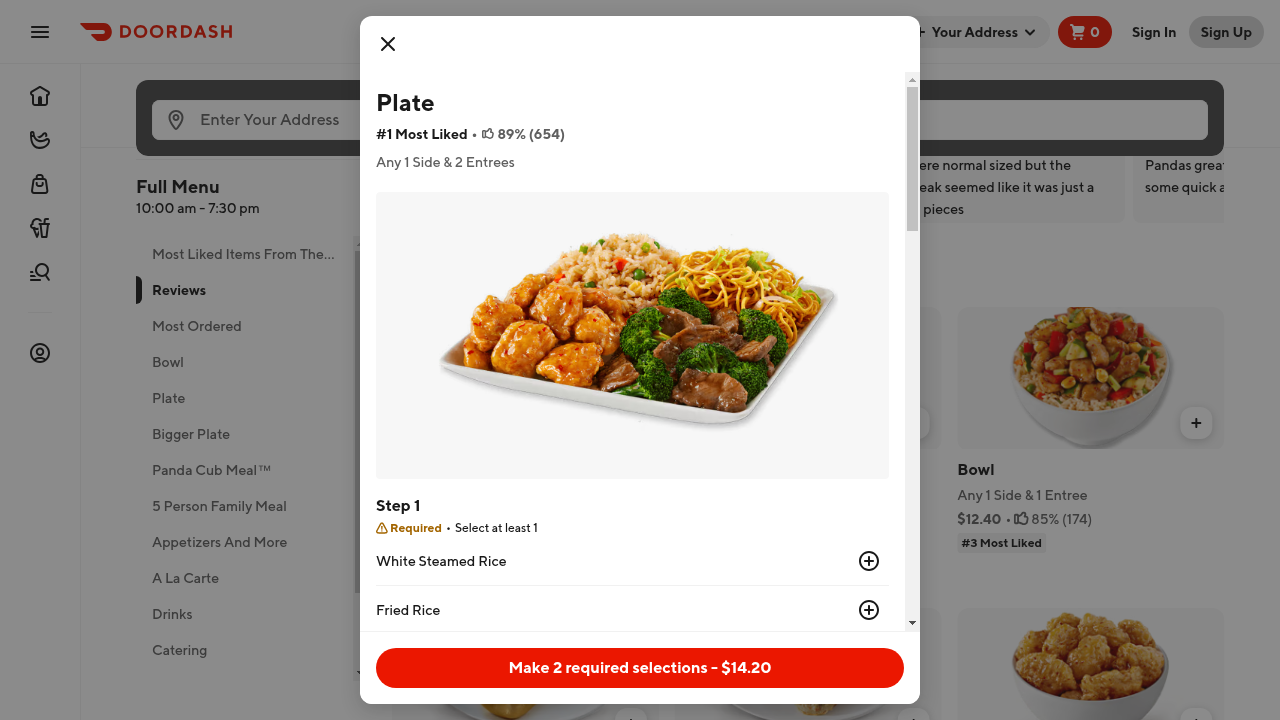 DOORDASH
Your Address
0
Sign In
Sign Up
Enter Your Address
Full Menu
10:00 am - 7:30 pm
Most Liked Items From The...
Reviews
Most Ordered
Bowl
Plate
Bigger Plate
Panda Cub Meal™
5 Person Family Meal
Appetizers And More
A La Carte
Drinks
Catering
Plate
#1 Most Liked • 89% (654)
Any 1 Side & 2 Entrees
Step 1
Required • Select at least 1
White Steamed Rice
Fried Rice
Make 2 required selections - $14.20
ere normal sized but the
eak seemed like it was just a
pieces
Pandas grea
some quick a
Bowl
Any 1 Side & 1 Entree
$12.40 • 85% (174)
#3 Most Liked